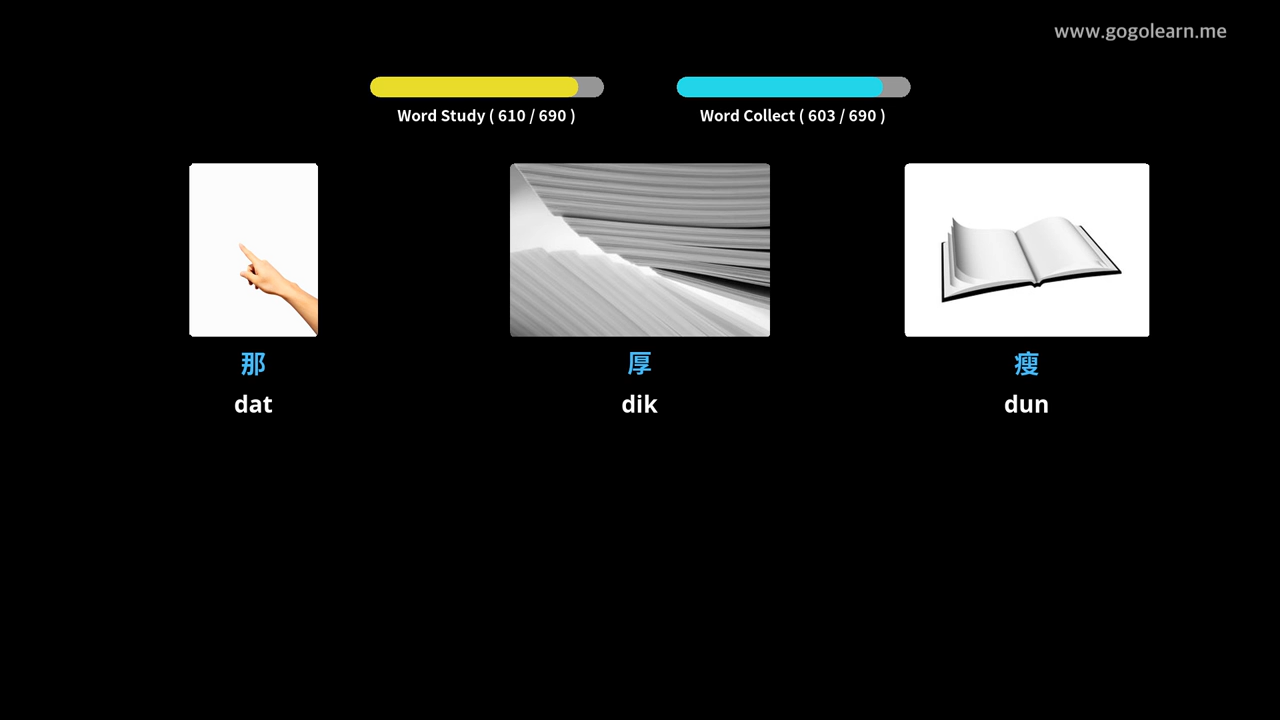 www.gogolearn.me
Word Study ( 610 / 690 )
Word Collect ( 603 / 690 )
那
厚
瘦
dat
dik
dun